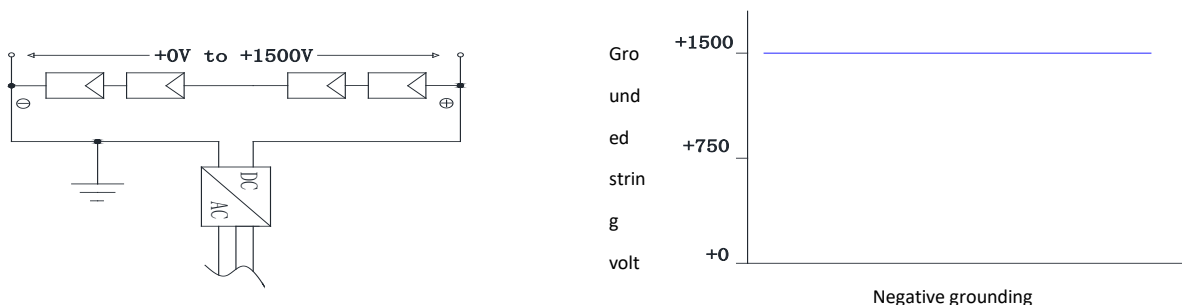 +0V to +1500V
⊖
⊕
DC
AC
Gro
und
ed
strin
g
volt
+1500
+750
+0
Negative grounding